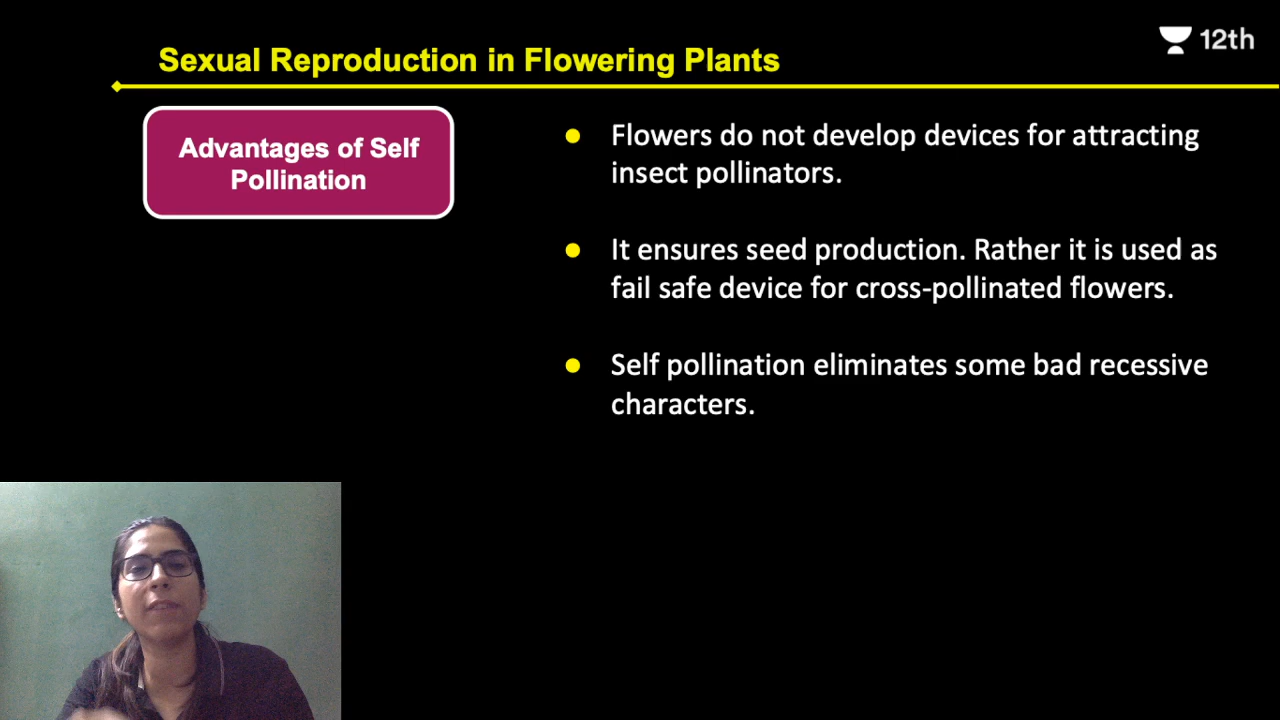 Sexual Reproduction in Flowering Plants
12th
Advantages of Self
Pollination
● Flowers do not develop devices for attracting
insect pollinators.
● It ensures seed production. Rather it is used as
fail safe device for cross-pollinated flowers.
● Self pollination eliminates some bad recessive
characters.